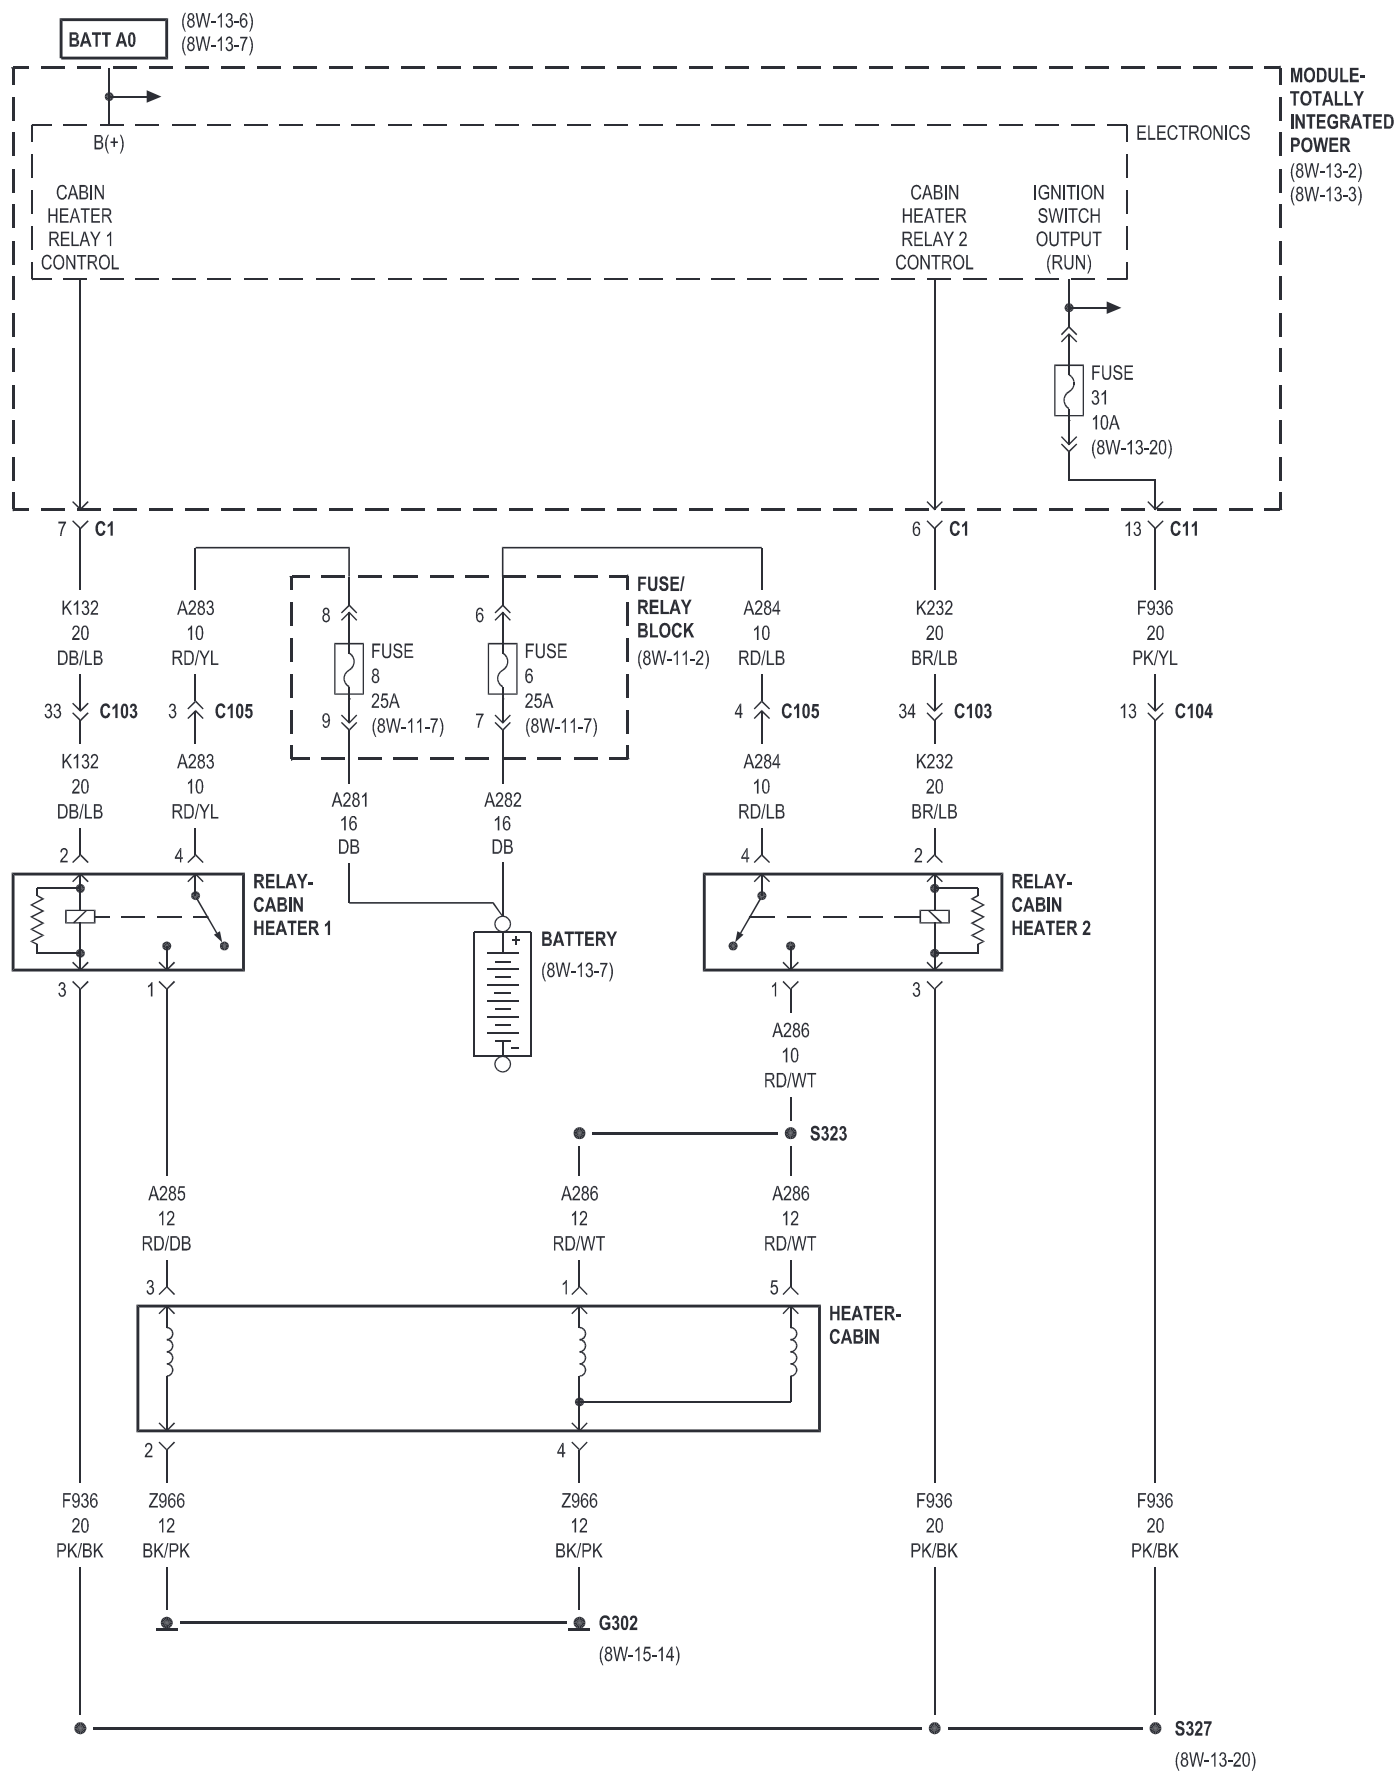 BATT A0
(8W-13-6)
(8W-13-7)
MODULE-
TOTALLY
INTEGRATED
POWER
(8W-13-2)
(8W-13-3)
B(+)
ELECTRONICS
CABIN
HEATER
RELAY 1
CONTROL
CABIN
HEATER
RELAY 2
CONTROL
IGNITION
SWITCH
OUTPUT
(RUN)
FUSE
31
10A
(8W-13-20)
7 C1
6 C1
13 C11
K132
20
DB/LB
A283
10
RD/YL
8
FUSE
8
25A
(8W-11-7)
9
6
FUSE
6
25A
(8W-11-7)
7
FUSE/
RELAY
BLOCK
(8W-11-2)
A284
10
RD/LB
K232
20
BR/LB
F936
20
PK/YL
33 C103
3 C105
4 C105
34 C103
13 C104
K132
20
DB/LB
A283
10
RD/YL
A281
16
DB
A282
16
DB
A284
10
RD/LB
K232
20
BR/LB
2
4
4
2
RELAY-
CABIN
HEATER 1
+
-
BATTERY
(8W-13-7)
RELAY-
CABIN
HEATER 2
3
1
1
3
A286
10
RD/WT
S323
A285
12
RD/DB
A286
12
RD/WT
A286
12
RD/WT
3
1
5
HEATER-
CABIN
2
4
F936
20
PK/BK
Z966
12
BK/PK
Z966
12
BK/PK
F936
20
PK/BK
F936
20
PK/BK
G302
(8W-15-14)
S327
(8W-13-20)